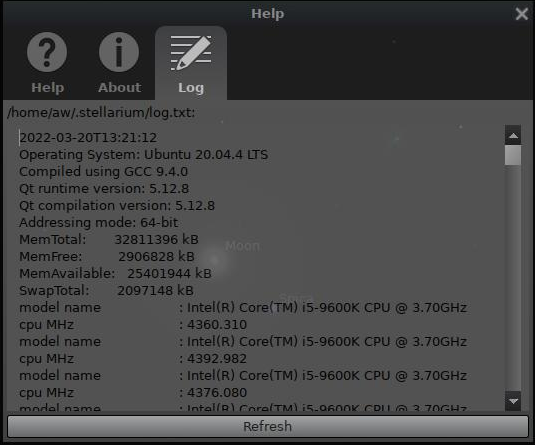 Help
Help
About
Log
/home/aw/.stellarium/log.txt:
2022-03-20T13:21:12
Operating System: Ubuntu 20.04.4 LTS
Compiled using GCC 9.4.0
Qt runtime version: 5.12.8
Qt compilation version: 5.12.8
Addressing mode: 64-bit
MemTotal: 32811396 kB
MemFree: 2906828 kB
Moon
MemAvailable: 25401944 kB
SwapTotal: 2097148 kB
model name : Intel(R) Core(TM) i5-9600K CPU @ 3.70GHz
cpu MHz : 4360.310
model name : Intel(R) Core(TM) i5-9600K CPU @ 3.70GHz
cpu MHz : 4392.982
model name : Intel(R) Core(TM) i5-9600K CPU @ 3.70GHz
cpu MHz : 4376.080
model name : Intel(R) Core(TM) i5-9600K CPU @ 3.70GHz
Refresh